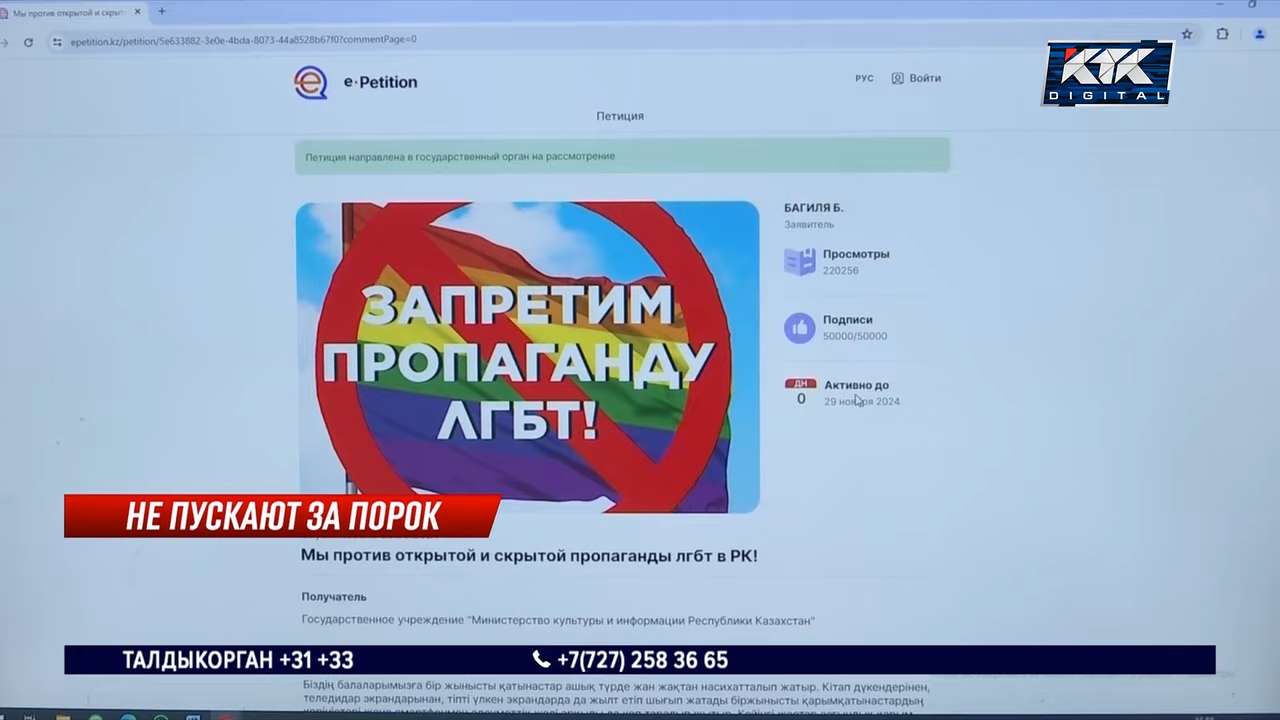 Мы против открытой и скрыт
epetition.kz/petition/5e633882-3e0e-4bda-8073-44a8528b67f0?commentPage=0
КТК
DIGITAL
e-Petition
РУС
Войти
Петиция
Петиция направлена в государственный орган на рассмотрение
ЗАПРЕТИМ
ПРОПАГАНДУ
ЛГБТ!
БАГИЛЯ Б.
Заявитель
Просмотры
220256
Подписи
50000/50000
ДН
0
Активно до
29 ноября 2024
НЕ ПУСКАЮТ ЗА ПОРОК
Мы против открытой и скрытой пропаганды лгбт в РК!
Получатель
Государственное учреждение "Министерство культуры и информации Республики Казахстан"
ТАЛДЫКОРГАН +31 +33
+7(727) 258 36 65
Біздің балаларымызға бір жынысты қатынастар ашық түрде жан жақтан насихатталып жатыр. Кітап дүкендерінен,
теледидар экрандарынан, тіпті үлкен экрандарда да жылт етіп шығып жатады біржынысты қарымқатынастардың